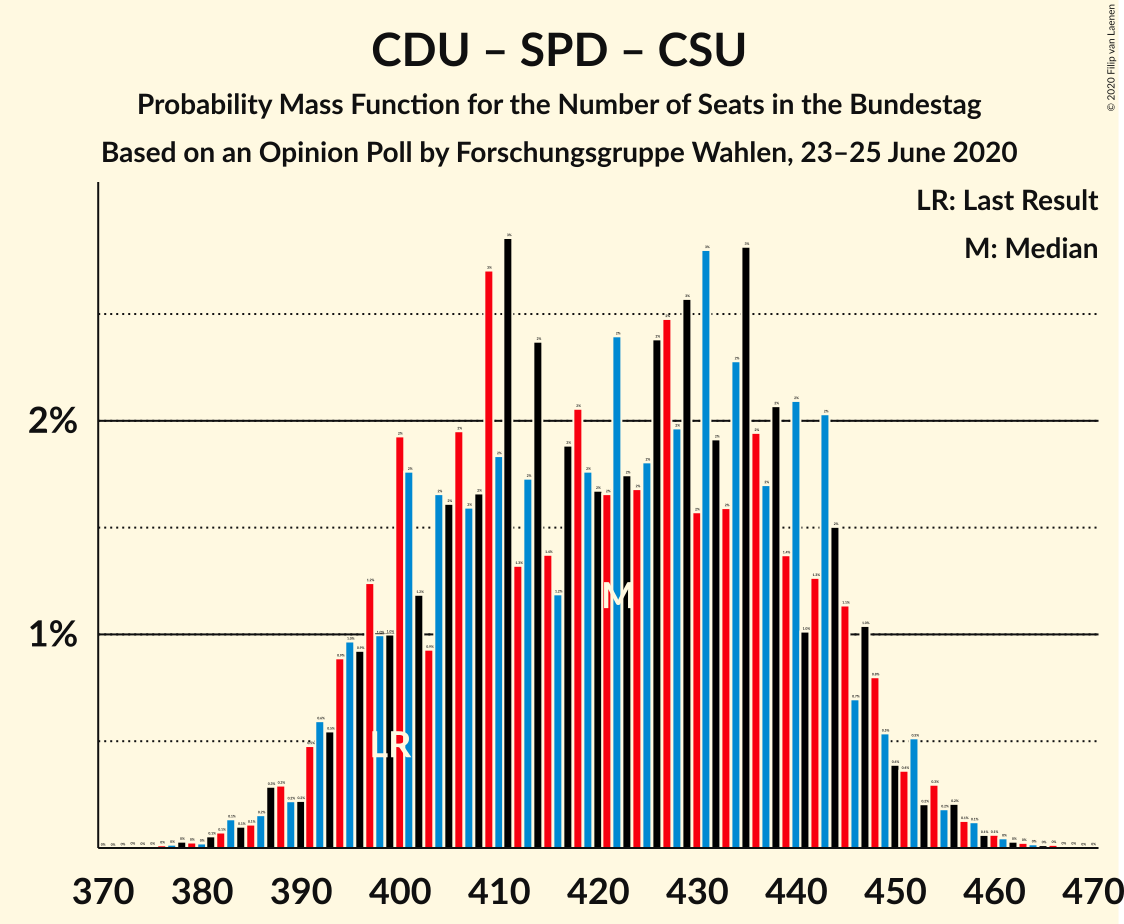 CDU – SPD – CSU
Probability Mass Function for the Number of Seats in the Bundestag
Based on an Opinion Poll by Forschungsgruppe Wahlen, 23–25 June 2020
© 2020 Filip van Laenen
LR: Last Result
M: Median
2%
1%
M
LR
370 380 390 400 410 420 430 440 450 460 470